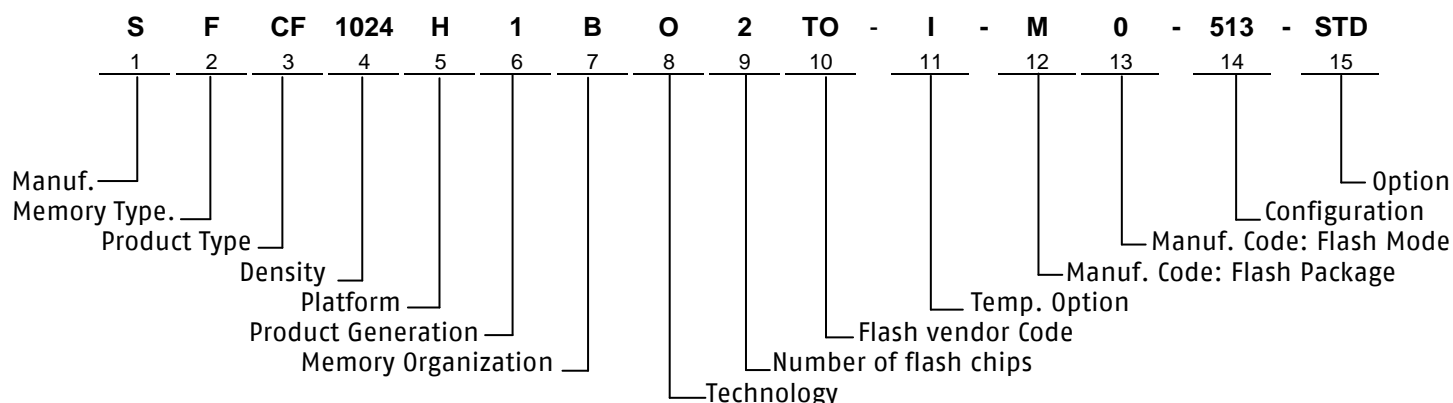 S F CF 1024 H 1 B O 2 TO - I - M 0 - 513 - STD
1 2 3 4 5 6 7 8 9 10 11 12 13 14 15
Manuf. Option
Memory Type. Configuration
Product Type Manuf. Code: Flash Mode
Density Manuf. Code: Flash Package
Platform Temp. Option
Product Generation Flash vendor Code
Memory Organization Number of flash chips
Technology